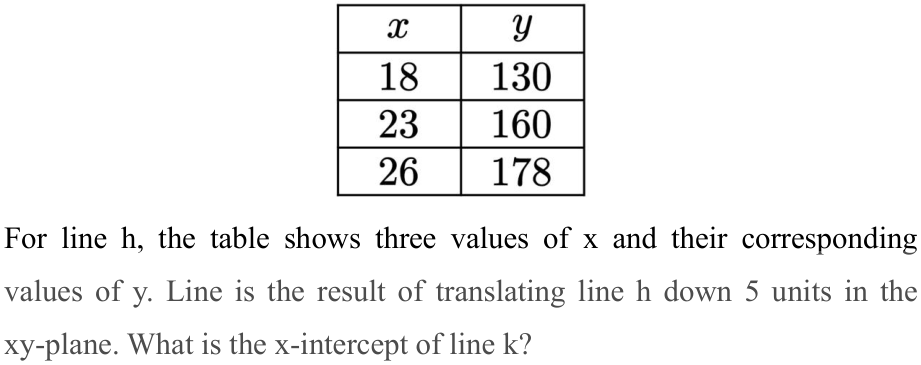 x y
18 130
23 160
26 178
For line h, the table shows three values of x and their corresponding
values of y. Line is the result of translating line h down 5 units in the
xy-plane. What is the x-intercept of line k?